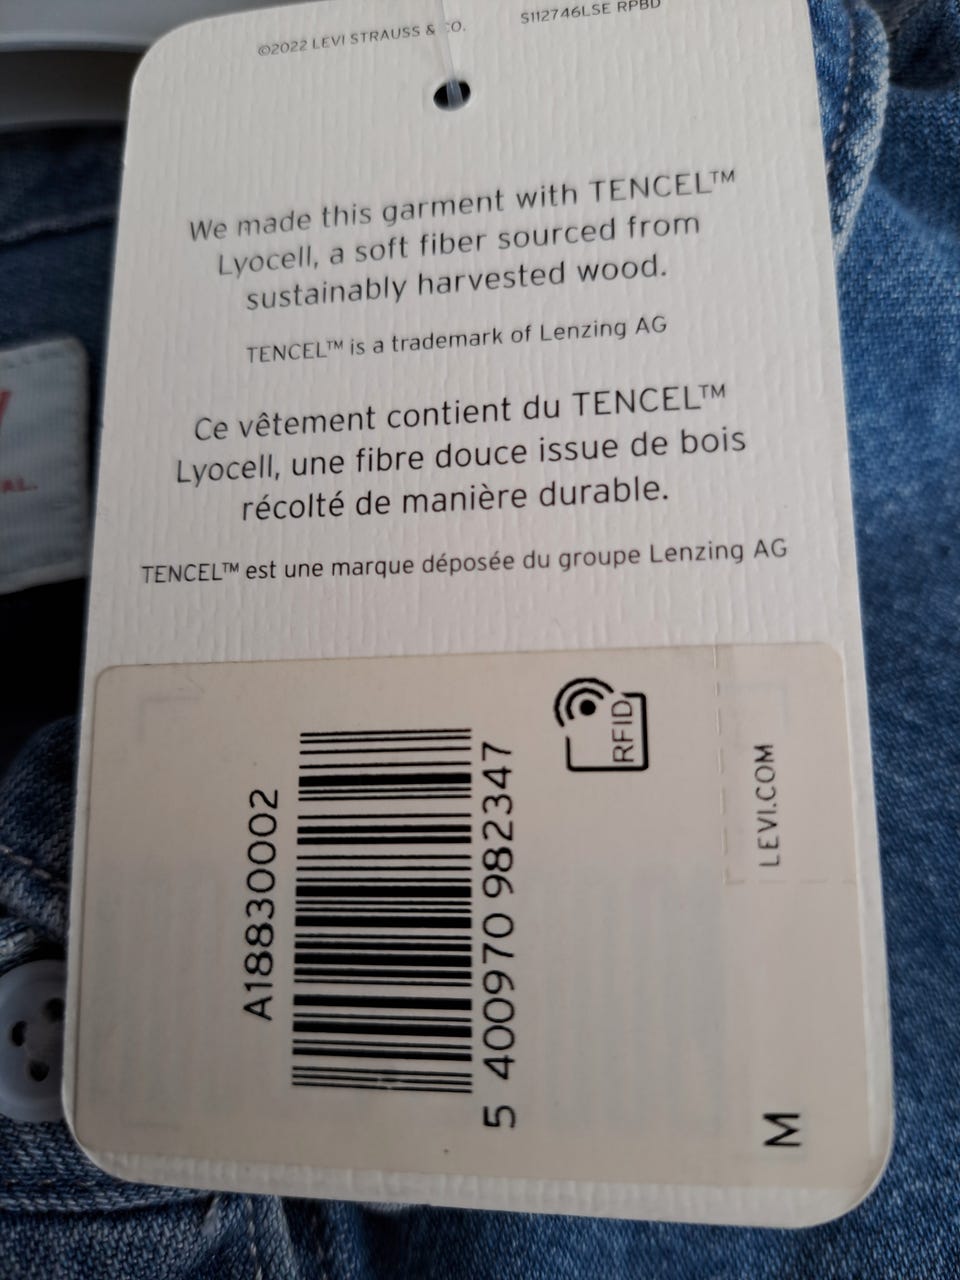 ©2022 LEVI STRAUSS & CO.
S112746LSE RPBD
We made this garment with TENCEL™
Lyocell, a soft fiber sourced from
sustainably harvested wood.
TENCEL™ is a trademark of Lenzing AG
Ce vêtement contient du TENCEL™
Lyocell, une fibre douce issue de bois
récolté de manière durable.
TENCEL™ est une marque déposée du groupe Lenzing AG
A18830002
5 400970 982347
RFID
LEVI.COM
M